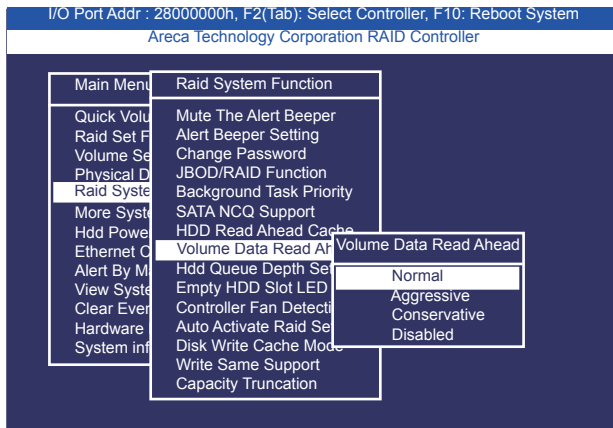 I/O Port Addr : 28000000h, F2(Tab): Select Controller, F10: Reboot System
Areca Technology Corporation RAID Controller
Main Menu
Quick Volu
Raid Set F
Volume Se
Physical D
Raid Syste
More Syste
Hdd Powe
Ethernet C
Alert By Ma
View Syste
Clear Even
Hardware
System inf
Raid System Function
Mute The Alert Beeper
Alert Beeper Setting
Change Password
JBOD/RAID Function
Background Task Priority
SATA NCQ Support
HDD Read Ahead Cache
Volume Data Read Ah
Hdd Queue Depth Set
Empty HDD Slot LED
Controller Fan Detecti
Auto Activate Raid Se
Disk Write Cache Mode
Write Same Support
Capacity Truncation
Volume Data Read Ahead
Normal
Aggressive
Conservative
Disabled